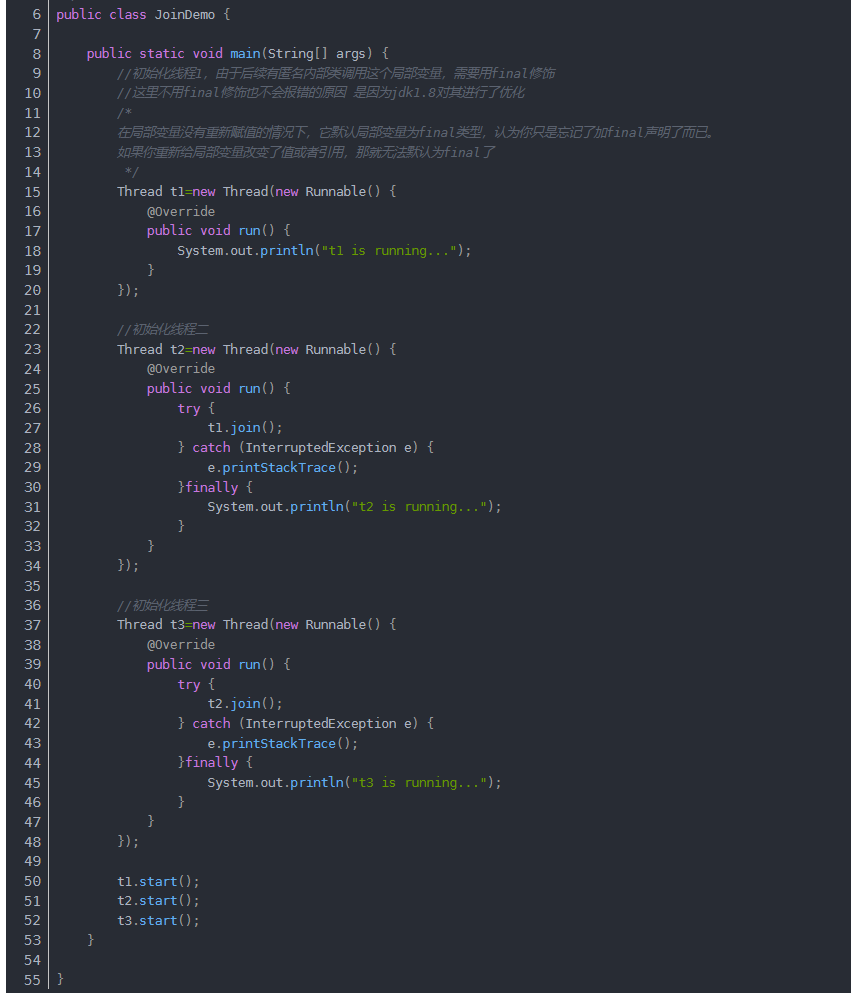 6 public class JoinDemo {
7
8     public static void main(String[] args) {
9         //初始化线程1，由于后续有匿名内部类调用这个局部变量，需要用final修饰
10         //这里不用final修饰也不会报错的原因 是因为jdk1.8对其进行了优化
11         /*
12         在局部变量没有重新赋值的情况下，它默认局部变量为final类型，认为你只是忘记了加final声明了而已。
13         如果你重新给局部变量改变了值或者引用，那就无法默认为final了
14          */
15         Thread t1=new Thread(new Runnable() {
16             @Override
17             public void run() {
18                 System.out.println("t1 is running...");
19             }
20         });
21
22         //初始化线程二
23         Thread t2=new Thread(new Runnable() {
24             @Override
25             public void run() {
26                 try {
27                     t1.join();
28                 } catch (InterruptedException e) {
29                     e.printStackTrace();
30                 }finally {
31                     System.out.println("t2 is running...");
32                 }
33             }
34         });
35
36         //初始化线程三
37         Thread t3=new Thread(new Runnable() {
38             @Override
39             public void run() {
40                 try {
41                     t2.join();
42                 } catch (InterruptedException e) {
43                     e.printStackTrace();
44                 }finally {
45                     System.out.println("t3 is running...");
46                 }
47             }
48         });
49
50         t1.start();
51         t2.start();
52         t3.start();
53     }
54
55 }